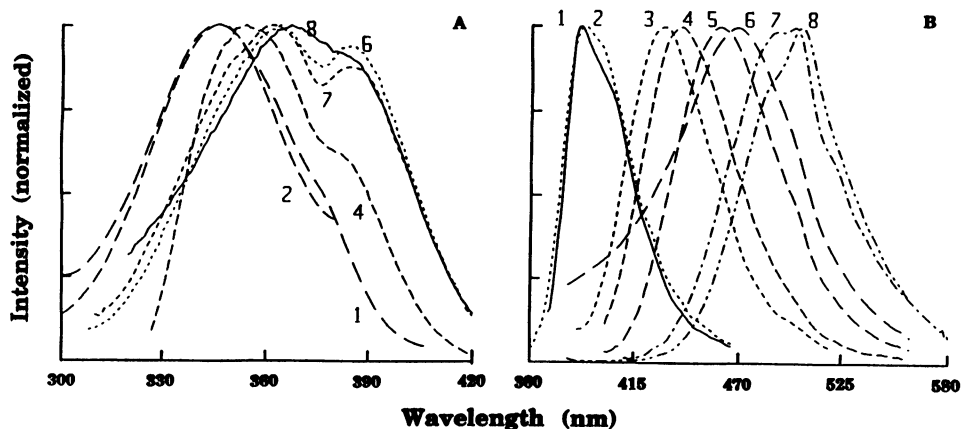 8 A
6
7
2
4
1
1 2 3 4 5 6 7 8 B
Intensity (normalized)
300 330 360 390 420
360 415 470 525 580
Wavelength (nm)